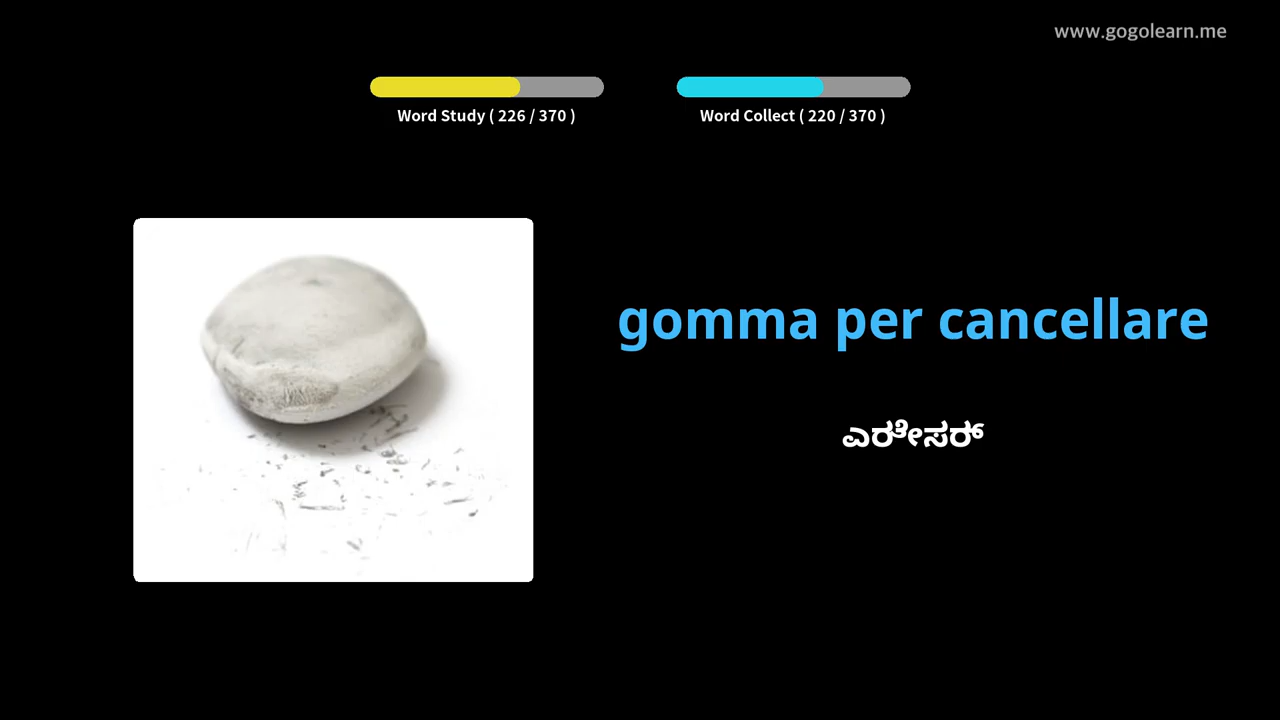 www.gogolearn.me
Word Study ( 226 / 370 )
Word Collect ( 220 / 370 )
gomma per cancellare
ಎರೇಸರ್